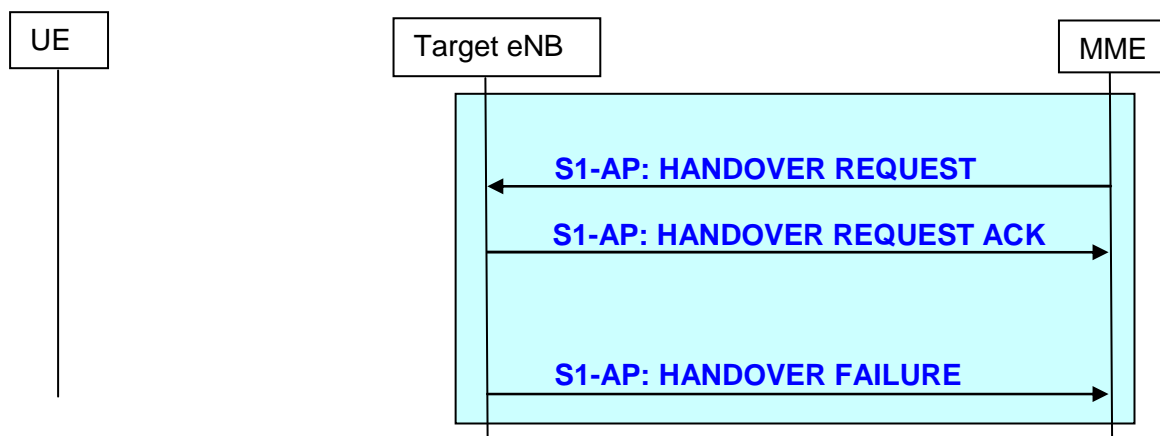 UE
Target eNB
MME
S1-AP: HANDOVER REQUEST
S1-AP: HANDOVER REQUEST ACK
S1-AP: HANDOVER FAILURE